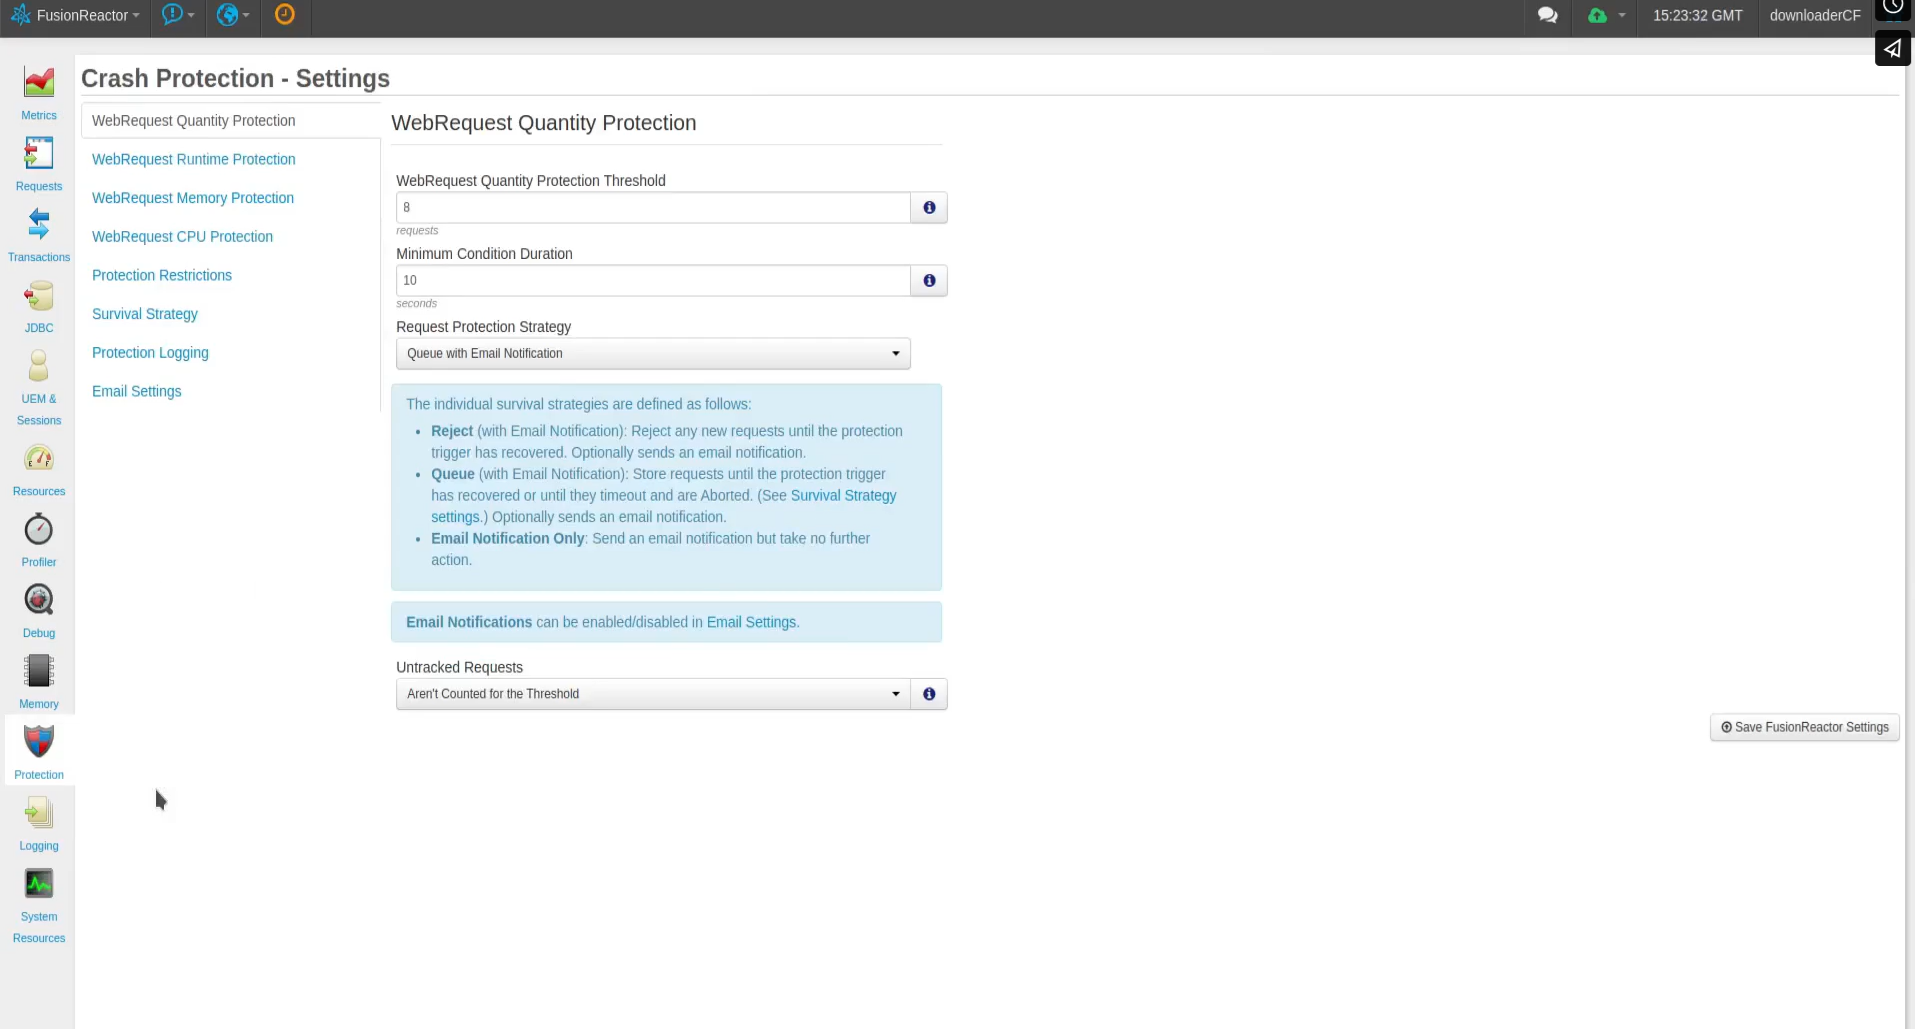 FusionReactor
15:23:32 GMT
downloaderCF
Metrics
Requests
Transactions
JDBC
UEM &
Sessions
Resources
Profiler
Debug
Memory
Protection
Logging
System
Resources
Crash Protection - Settings
WebRequest Quantity Protection
WebRequest Runtime Protection
WebRequest Memory Protection
WebRequest CPU Protection
Protection Restrictions
Survival Strategy
Protection Logging
Email Settings
WebRequest Quantity Protection
WebRequest Quantity Protection Threshold
8
requests
Minimum Condition Duration
10
seconds
Request Protection Strategy
Queue with Email Notification
The individual survival strategies are defined as follows:
• Reject (with Email Notification): Reject any new requests until the protection
trigger has recovered. Optionally sends an email notification.
• Queue (with Email Notification): Store requests until the protection trigger
has recovered or until they timeout and are Aborted. (See Survival Strategy
settings.) Optionally sends an email notification.
• Email Notification Only: Send an email notification but take no further
action.
Email Notifications can be enabled/disabled in Email Settings.
Untracked Requests
Aren't Counted for the Threshold
Save FusionReactor Settings